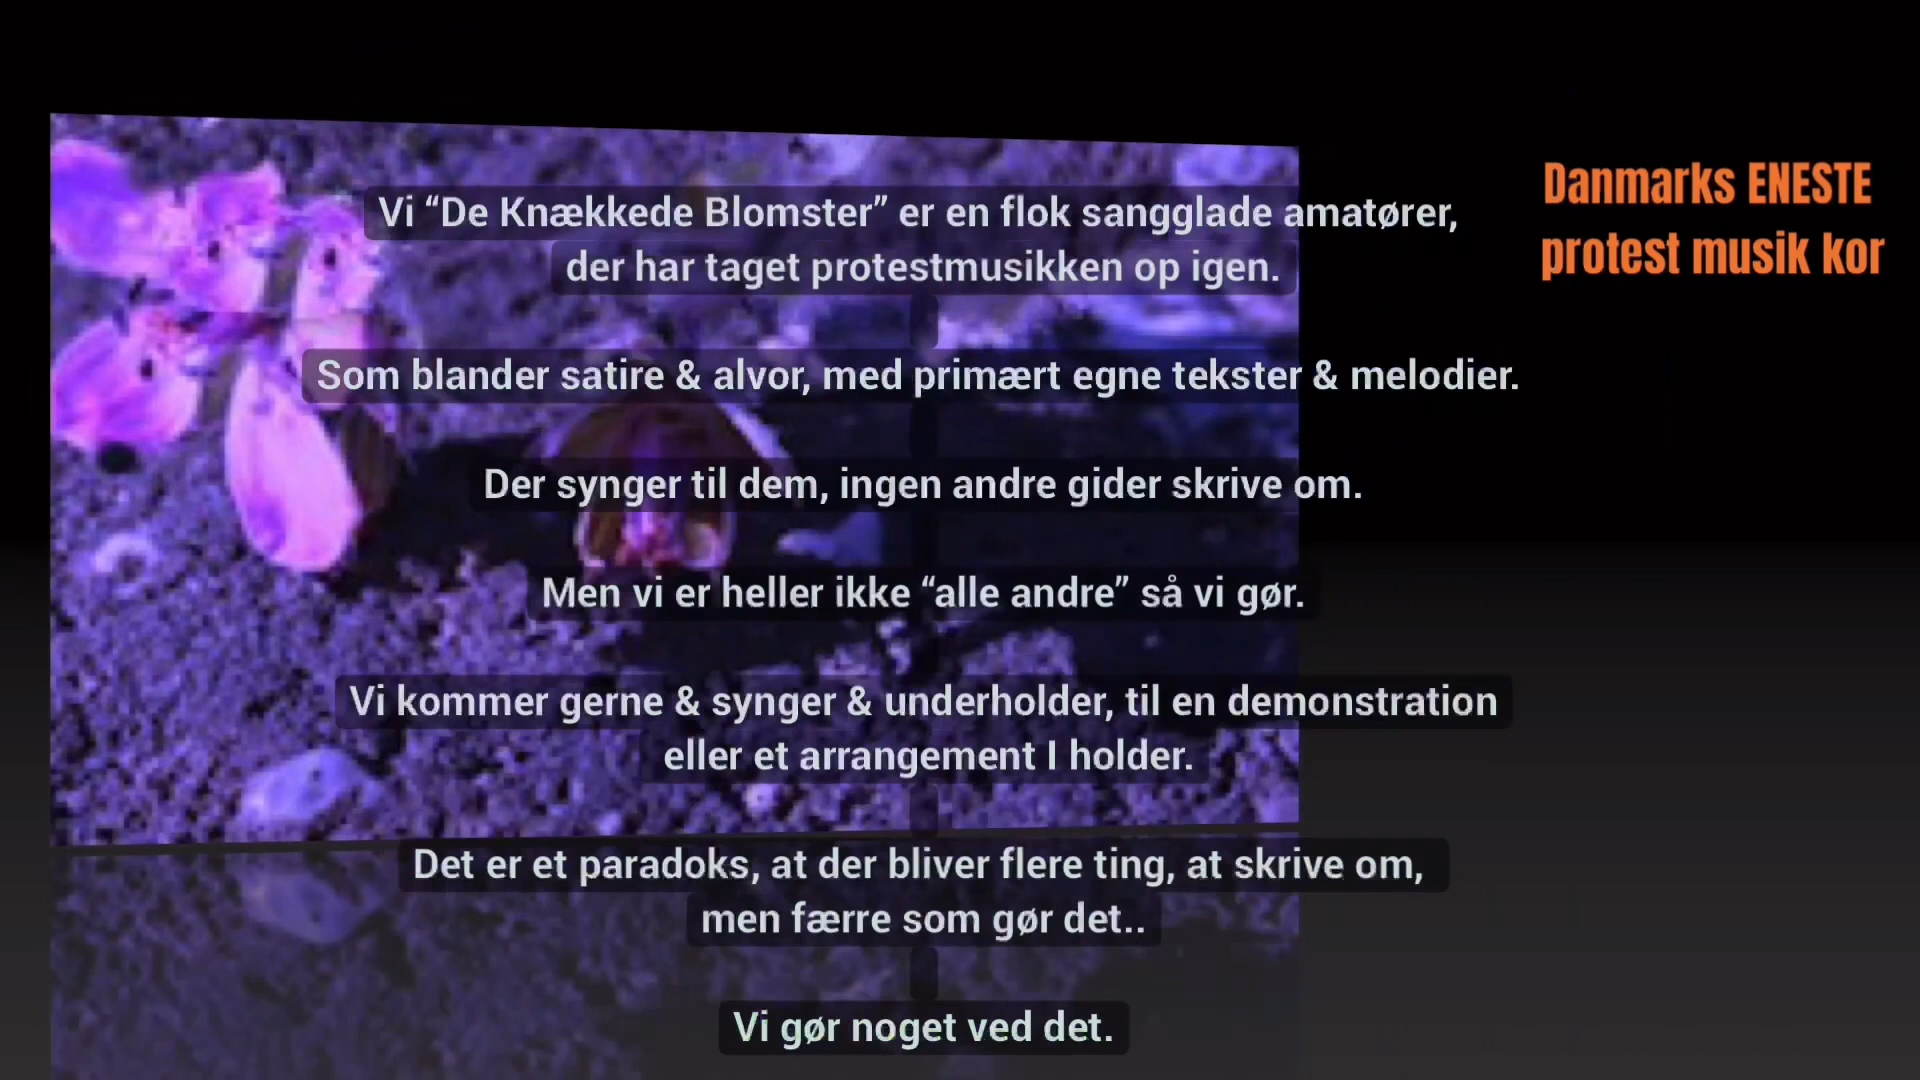 Danmarks ENESTE
protest musik kor
Vi “De Knækkede Blomster” er en flok sangglade amatører,
der har taget protestmusikken op igen.
Som blander satire & alvor, med primært egne tekster & melodier.
Der synger til dem, ingen andre gider skrive om.
Men vi er heller ikke “alle andre” så vi gør.
Vi kommer gerne & synger & underholder, til en demonstration
eller et arrangement I holder.
Det er et paradoks, at der bliver flere ting, at skrive om,
men færre som gør det..
Vi gør noget ved det.